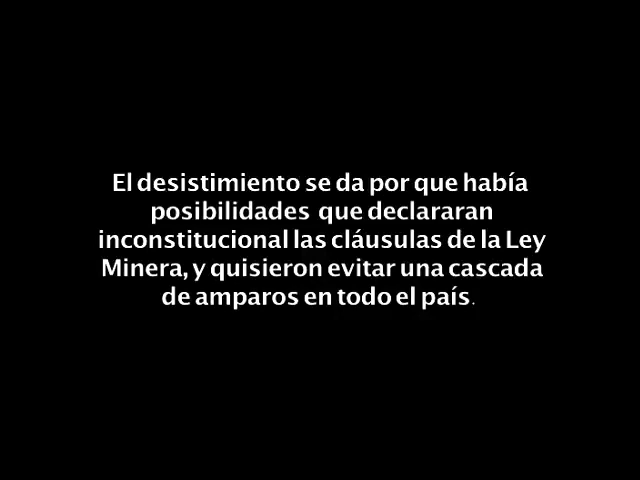 El desistimiento se da por que había
posibilidades que declararan
inconstitucional las cláusulas de la Ley
Minera, y quisieron evitar una cascada
de amparos en todo el país.